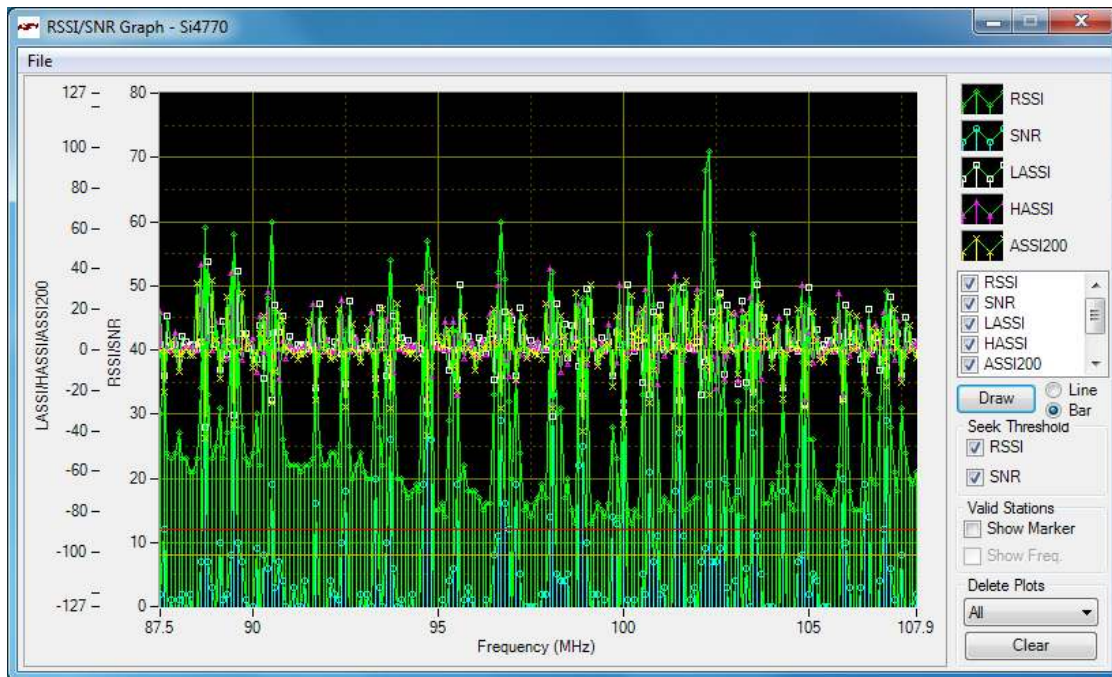 RSSI/SNR Graph - Si4770
File
127
100
80
60
40
20
0
-20
-40
-60
-80
-100
-127
LASSI/HASSI/ASSI200
80
70
60
50
40
30
20
10
0
RSSI/SNR
87.5
90
95
100
105
107.9
Frequency (MHz)
RSSI
SNR
LASSI
HASSI
ASSI200
RSSI
SNR
LASSI
HASSI
ASSI200
Draw
Line
Bar
Seek Threshold
RSSI
SNR
Valid Stations
Show Marker
Show Freq.
Delete Plots
All
Clear